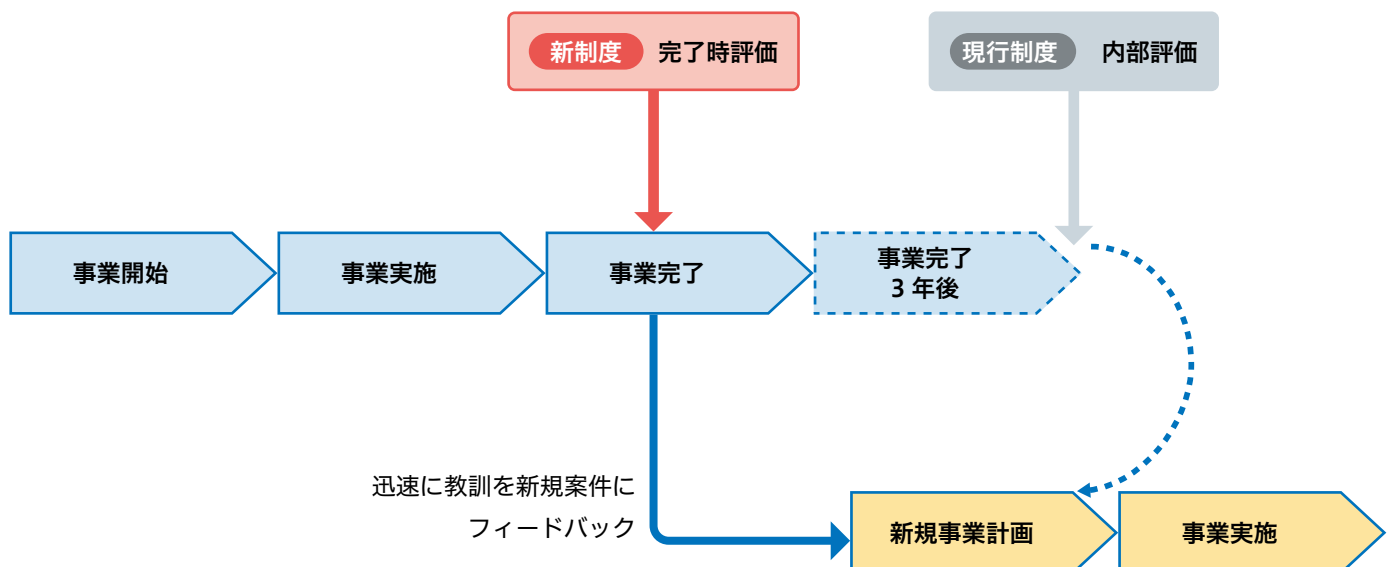 新制度 完了時評価
現行制度 内部評価
事業開始
事業実施
事業完了
事業完了
3 年後
迅速に教訓を新規案件に
フィードバック
新規事業計画
事業実施